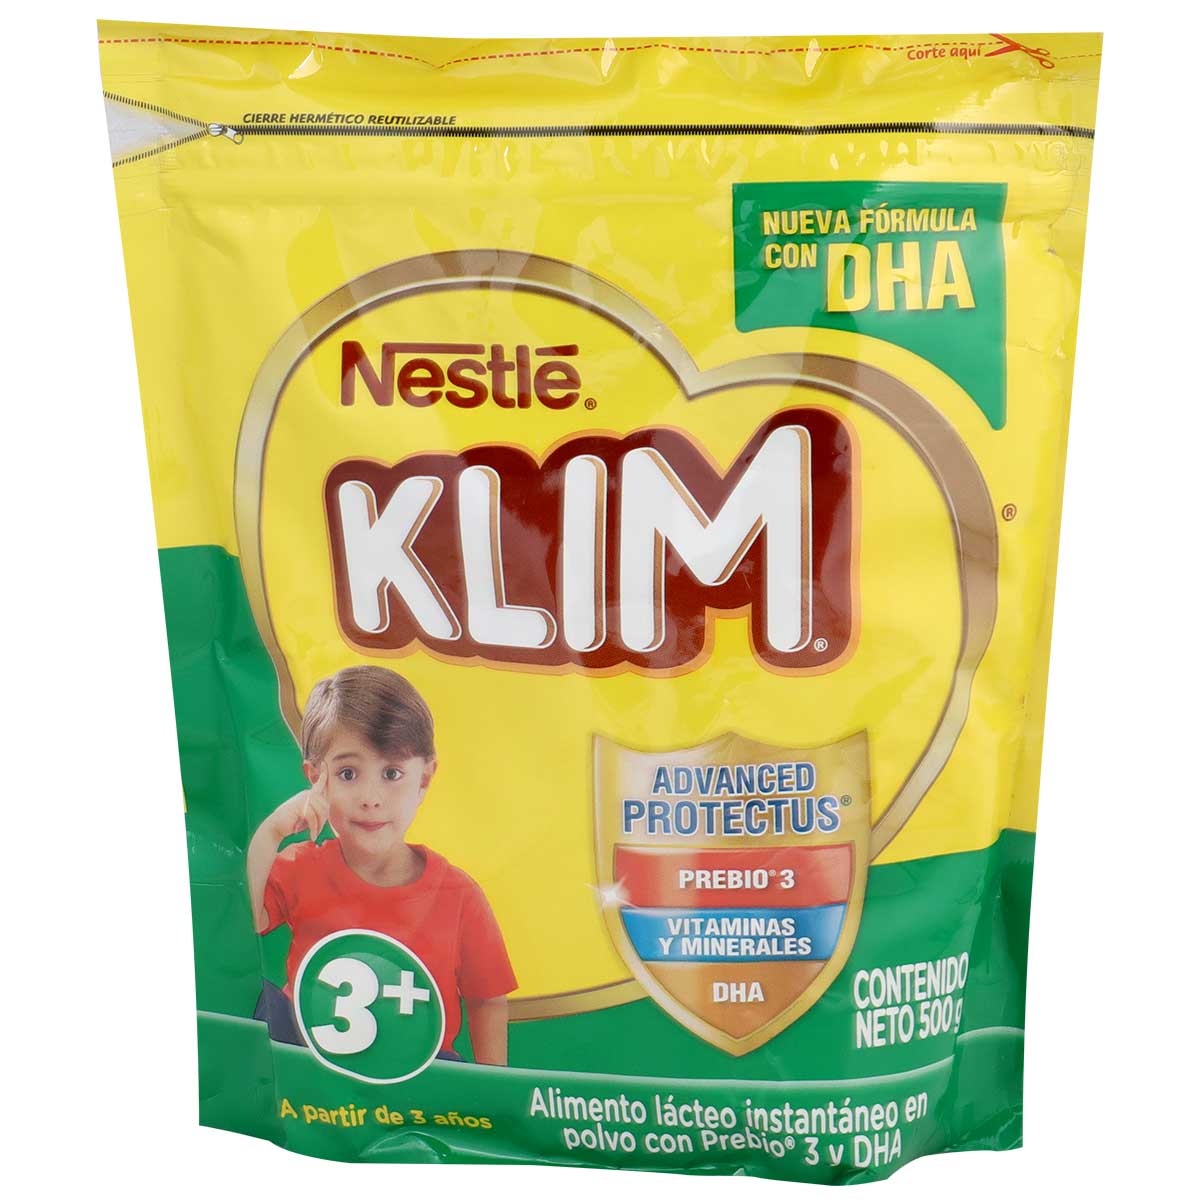 Corte aquí
CIERRE HERMÉTICO REUTILIZABLE
NUEVA FÓRMULA
CON DHA
Nestlé®
®
KLIM®
ADVANCED
PROTECTUS®
PREBIO® 3
VITAMINAS
Y MINERALES
DHA
CONTENIDO
NETO 500 g
3+
A partir de 3 años
Alimento lácteo instantáneo en
polvo con Prebio® 3 y DHA